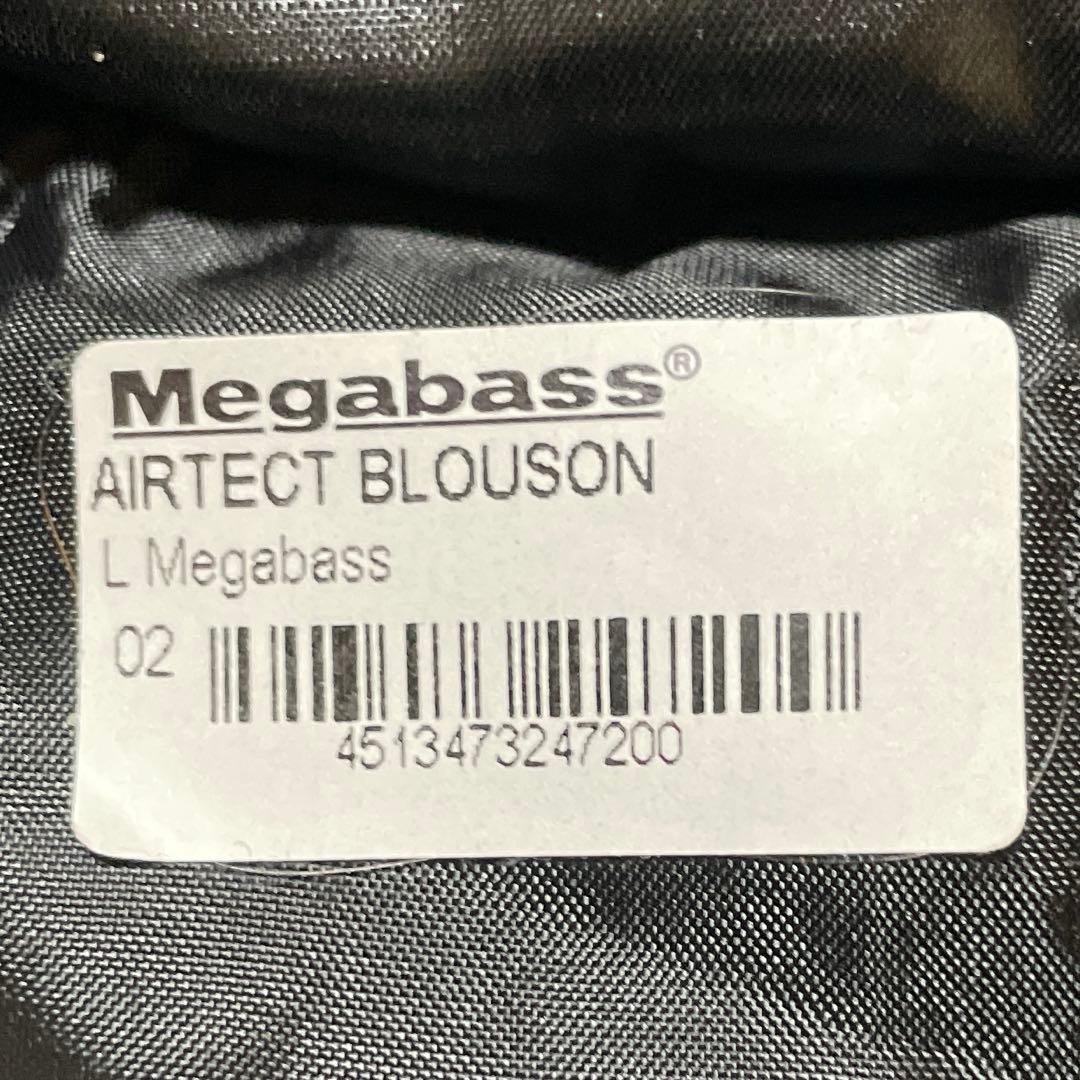 Megabass®
AIRTECT BLOUSON
L Megabass
02
4513473247200